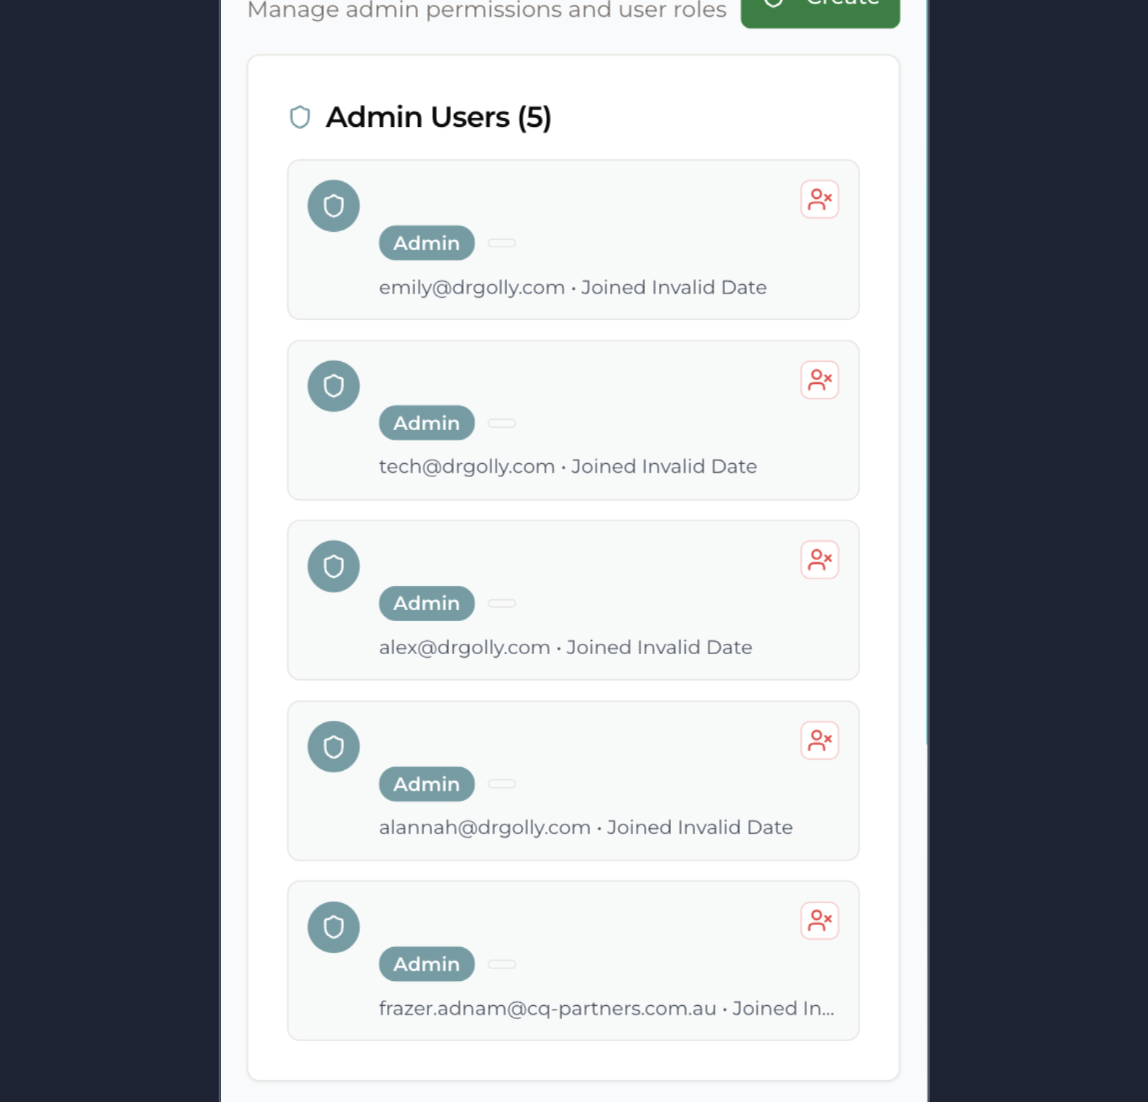 Manage admin permissions and user roles
Create
Admin Users (5)
Admin
emily@drgolly.com • Joined Invalid Date
Admin
tech@drgolly.com • Joined Invalid Date
Admin
alex@drgolly.com • Joined Invalid Date
Admin
alannah@drgolly.com • Joined Invalid Date
Admin
frazer.adnam@cq-partners.com.au • Joined In...